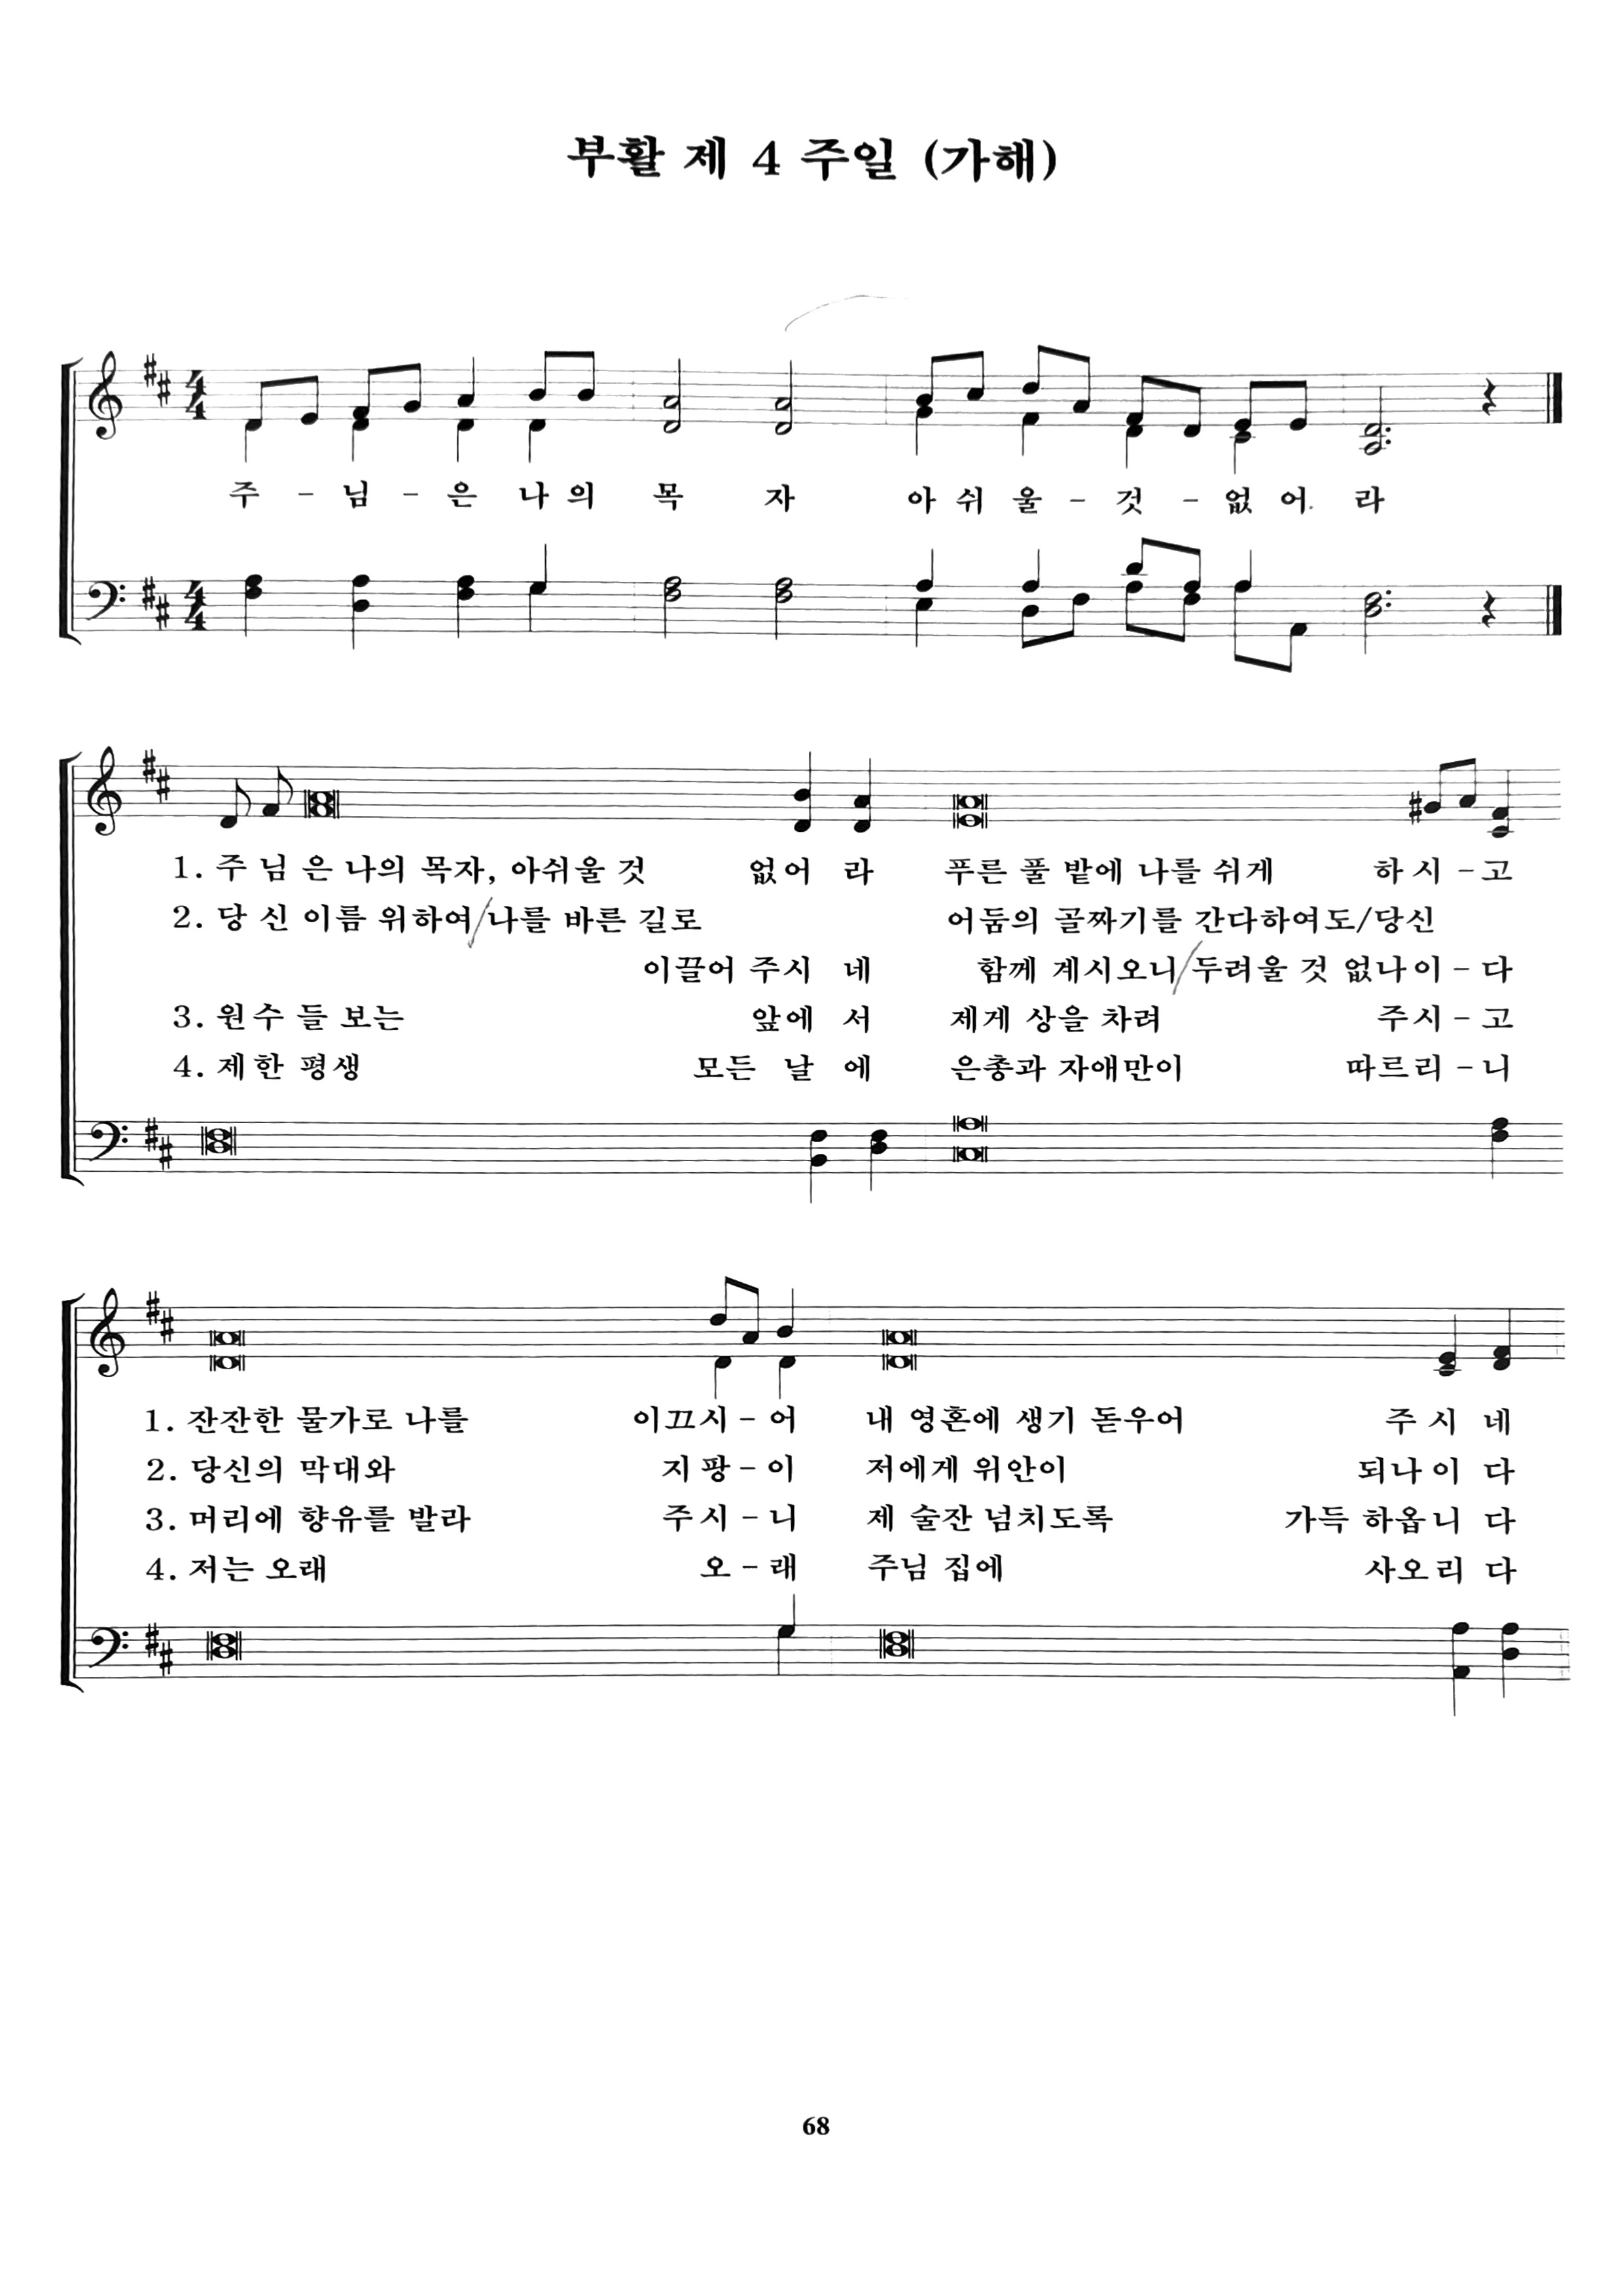 부활 제 4 주일 (가해)
주 - 님 - 은 나 의 목 자 아 쉬 울 - 것 - 없 어 라
1. 주 님 은 나의 목자, 아쉬울 것 없어 라 푸른 풀 밭에 나를 쉬게 하 시 - 고
2. 당 신 이름 위하여/나를 바른 길로 어둠의 골짜기를 간다하여도/당신
이끌어 주시 네 함께 계시오니/두려울 것 없나이 - 다
3. 원수 들 보는 앞에 서 제게 상을 차려 주시 - 고
4. 제한 평생 모든 날 에 은총과 자애만이 따르리 - 니
1. 잔잔한 물가로 나를 이끄시 - 어 내 영혼에 생기 돋우어 주 시 네
2. 당신의 막대와 지팡 - 이 저에게 위안이 되나이 다
3. 머리에 향유를 발라 주시 - 니 제 술잔 넘치도록 가득 하옵니 다
4. 저는 오래 오 - 래 주님 집에 사오리 다
68